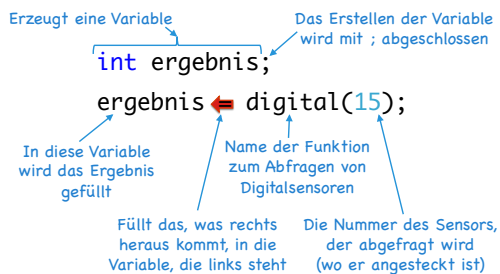 Erzeugt eine Variable
Das Erstellen der Variable
wird mit ; abgeschlossen
int ergebnis;
ergebnis = digital(15);
In diese Variable
wird das Ergebnis
gefüllt
Name der Funktion
zum Abfragen von
Digitalsensoren
Füllt das, was rechts
heraus kommt, in die
Variable, die links steht
Die Nummer des Sensors,
der abgefragt wird
(wo er angesteckt ist)